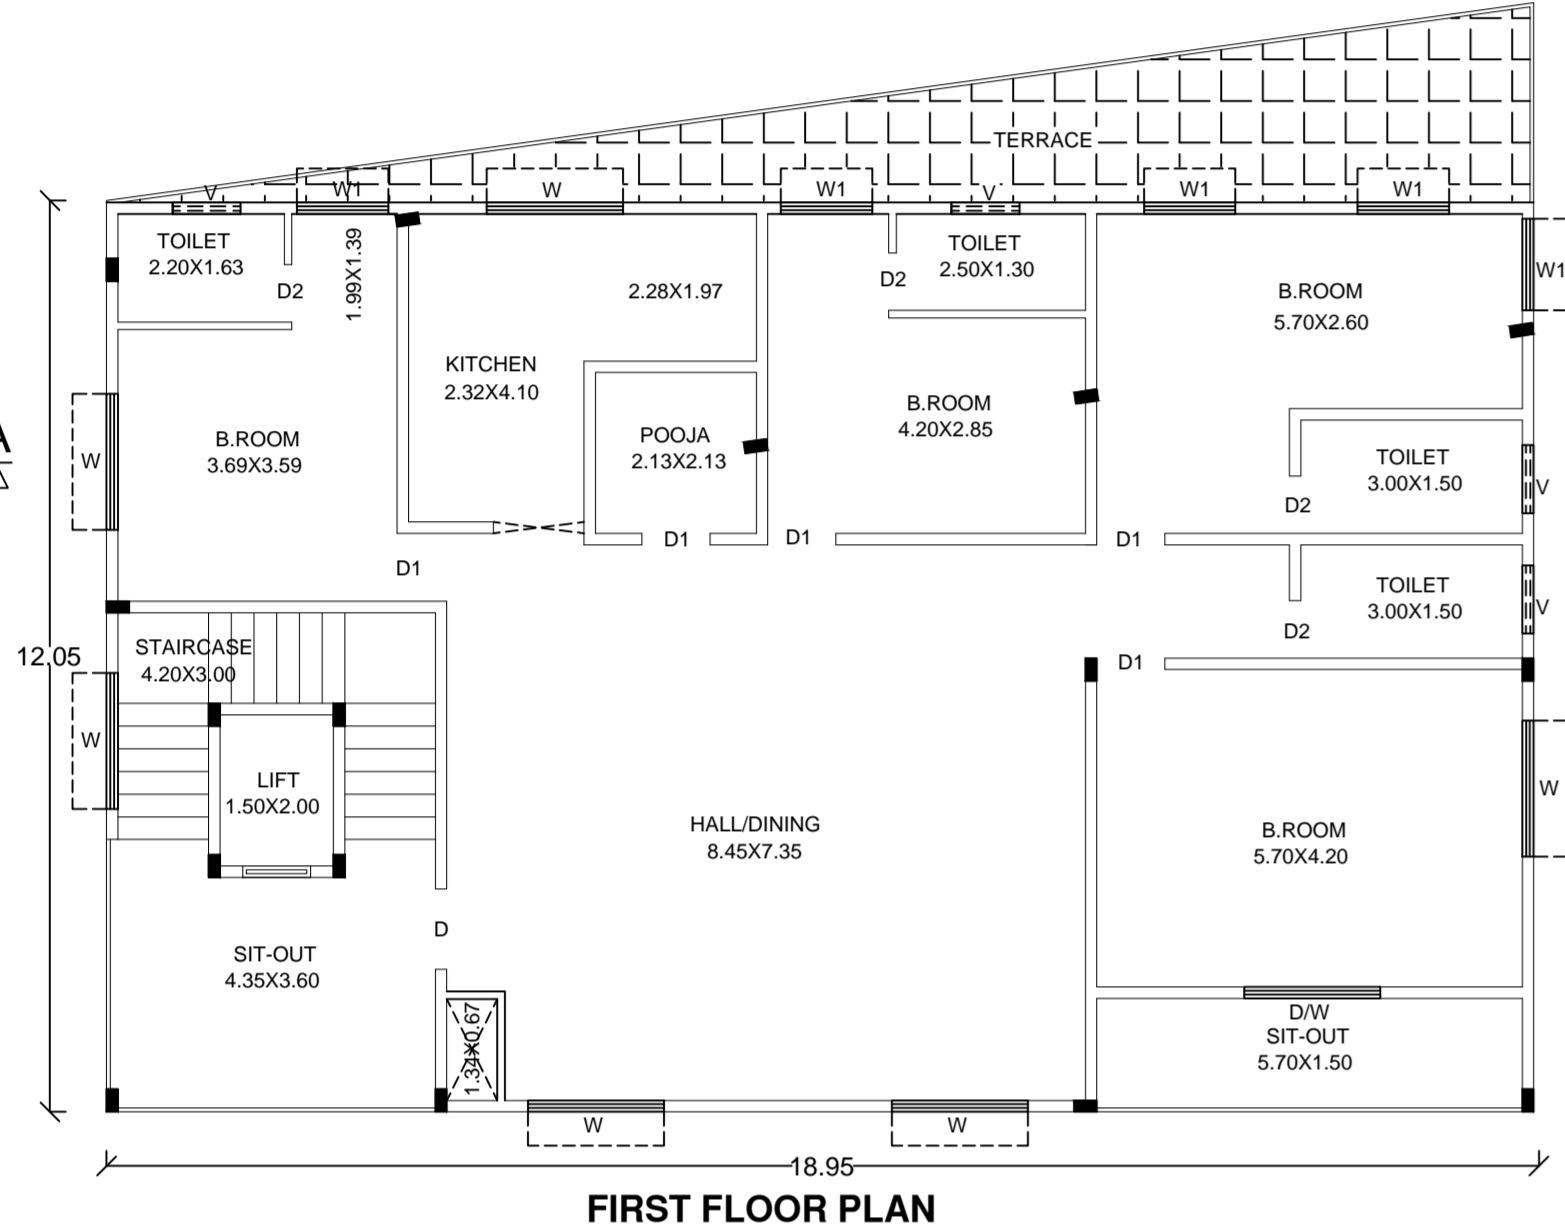 TERRACE
V
W1
W
W1
V
W1
W1
TOILET
2.20X1.63
D2
1.99X1.39
2.28X1.97
TOILET
2.50X1.30
D2
B.ROOM
5.70X2.60
W1
KITCHEN
2.32X4.10
B.ROOM
4.20X2.85
A
W
B.ROOM
3.69X3.59
POOJA
2.13X2.13
TOILET
3.00X1.50
V
D2
D1
D1
D1
D1
TOILET
3.00X1.50
V
D2
12.05
STAIRCASE
4.20X3.00
D1
W
LIFT
1.50X2.00
HALL/DINING
8.45X7.35
B.ROOM
5.70X4.20
W
D
SIT-OUT
4.35X3.60
1.34X0.67
D/W
SIT-OUT
5.70X1.50
W
W
18.95
FIRST FLOOR PLAN